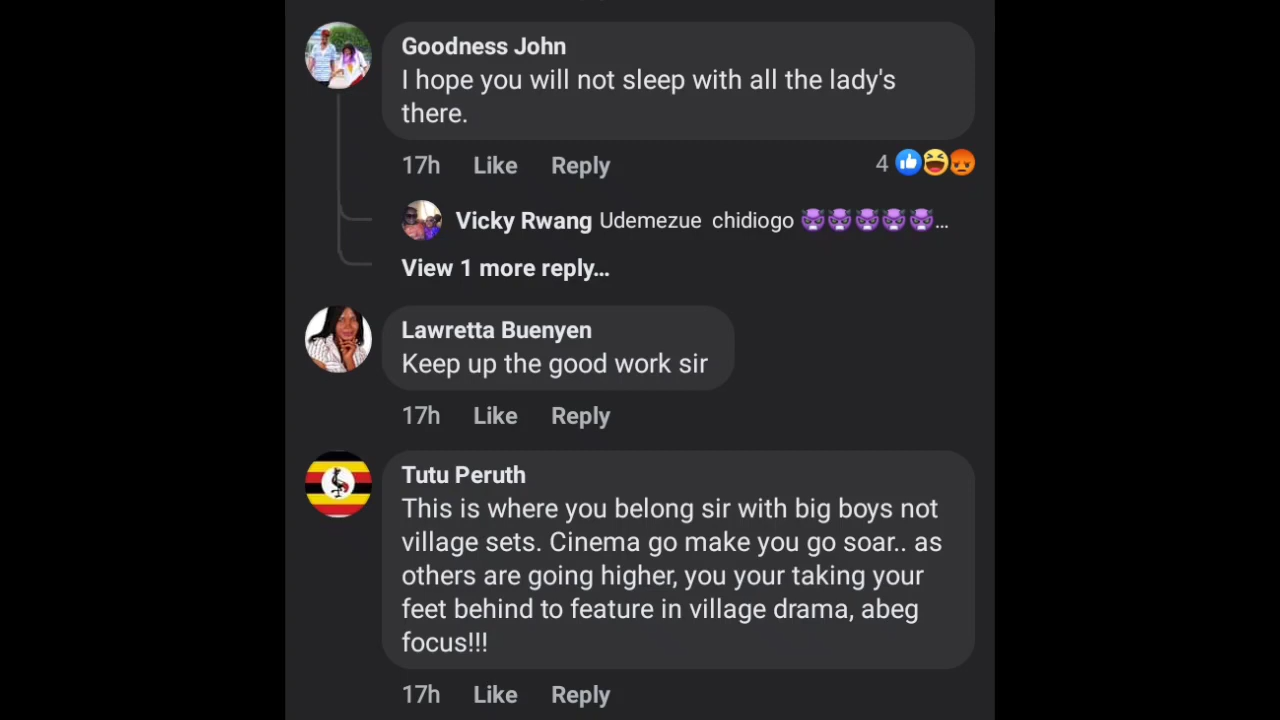 Goodness John
I hope you will not sleep with all the lady's
there.
17h Like Reply 4
Vicky Rwang Udemezue chidiogo 👿👿👿👿👿...
View 1 more reply...
Lawretta Buenyen
Keep up the good work sir
17h Like Reply
Tutu Peruth
This is where you belong sir with big boys not
village sets. Cinema go make you go soar.. as
others are going higher, you your taking your
feet behind to feature in village drama, abeg
focus!!!
17h Like Reply